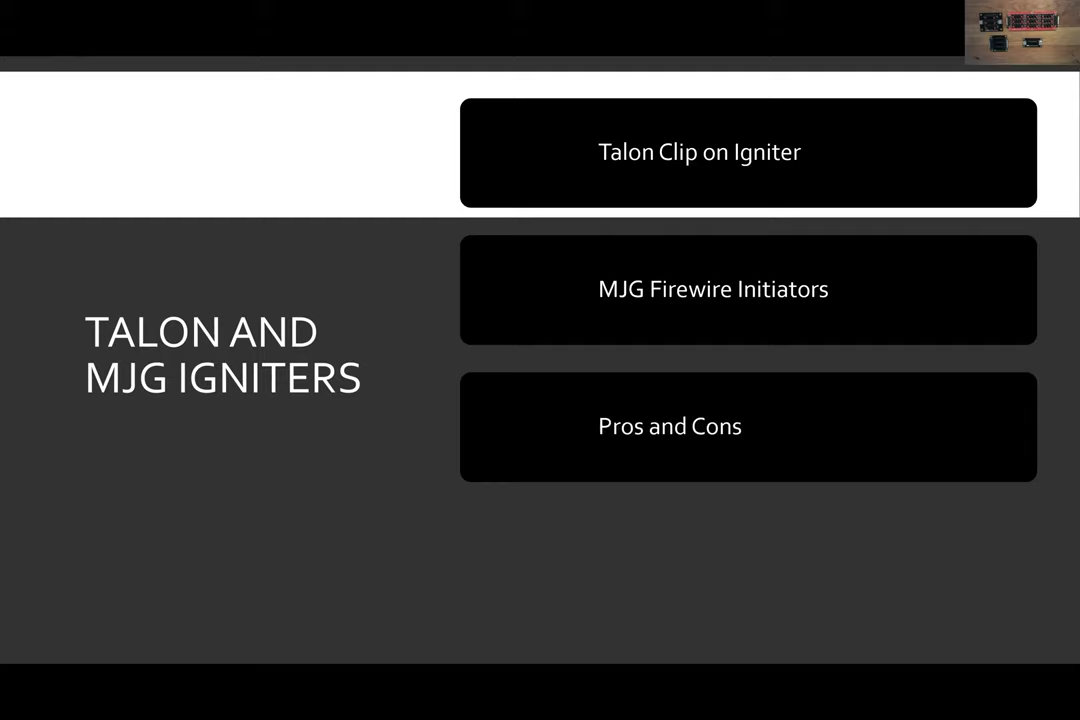 TALON AND
MJG IGNITERS
Talon Clip on Igniter
MJG Firewire Initiators
Pros and Cons